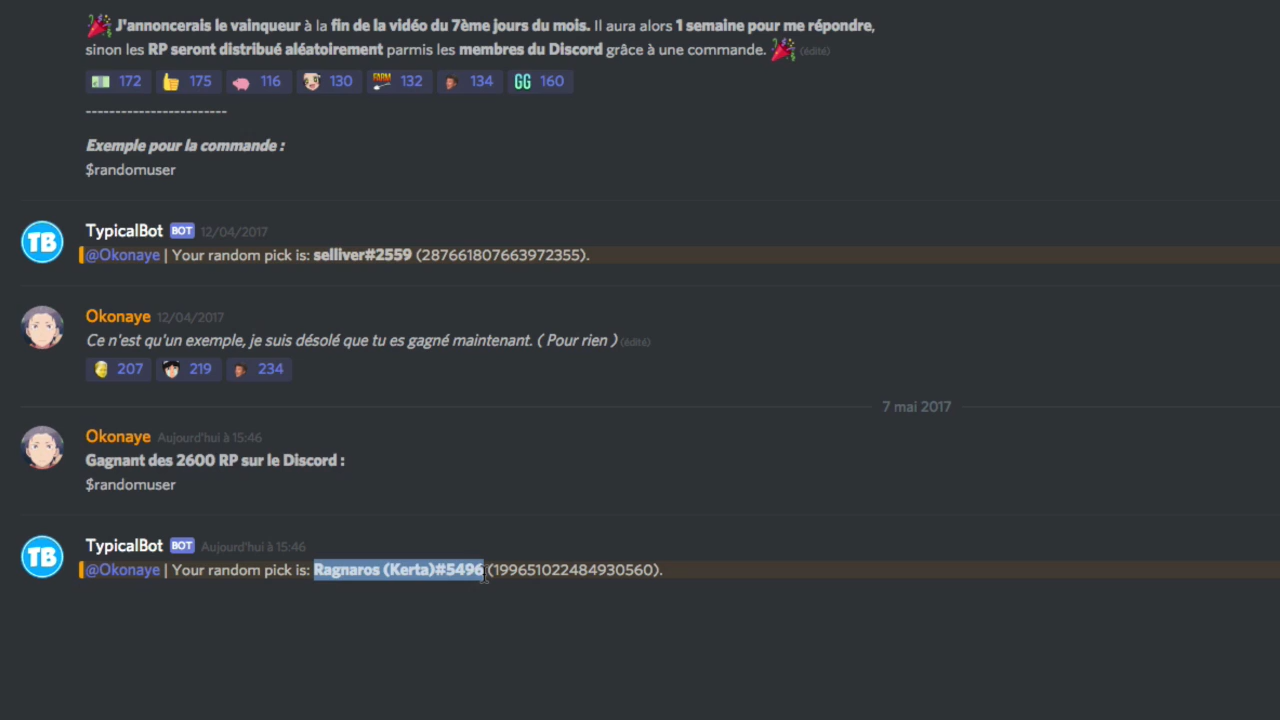 J'annoncerais le vainqueur à la fin de la vidéo du 7ème jours du mois. Il aura alors 1 semaine pour me répondre,
sinon les RP seront distribué aléatoirement parmis les membres du Discord grâce à une commande. (édité)
172 175 116 130 FARM 132 134 GG 160
------------------------
Exemple pour la commande :
$randomuser
TypicalBot BOT 12/04/2017
TB
@Okonaye | Your random pick is: selliver#2559 (287661807663972355).
Okonaye 12/04/2017
Ce n'est qu'un exemple, je suis désolé que tu es gagné maintenant. ( Pour rien ) (édité)
207 219 234
7 mai 2017
Okonaye Aujourd'hui à 15:46
Gagnant des 2600 RP sur le Discord :
$randomuser
TypicalBot BOT Aujourd'hui à 15:46
TB
@Okonaye | Your random pick is: Ragnaros (Kerta)#5496 (199651022484930560).